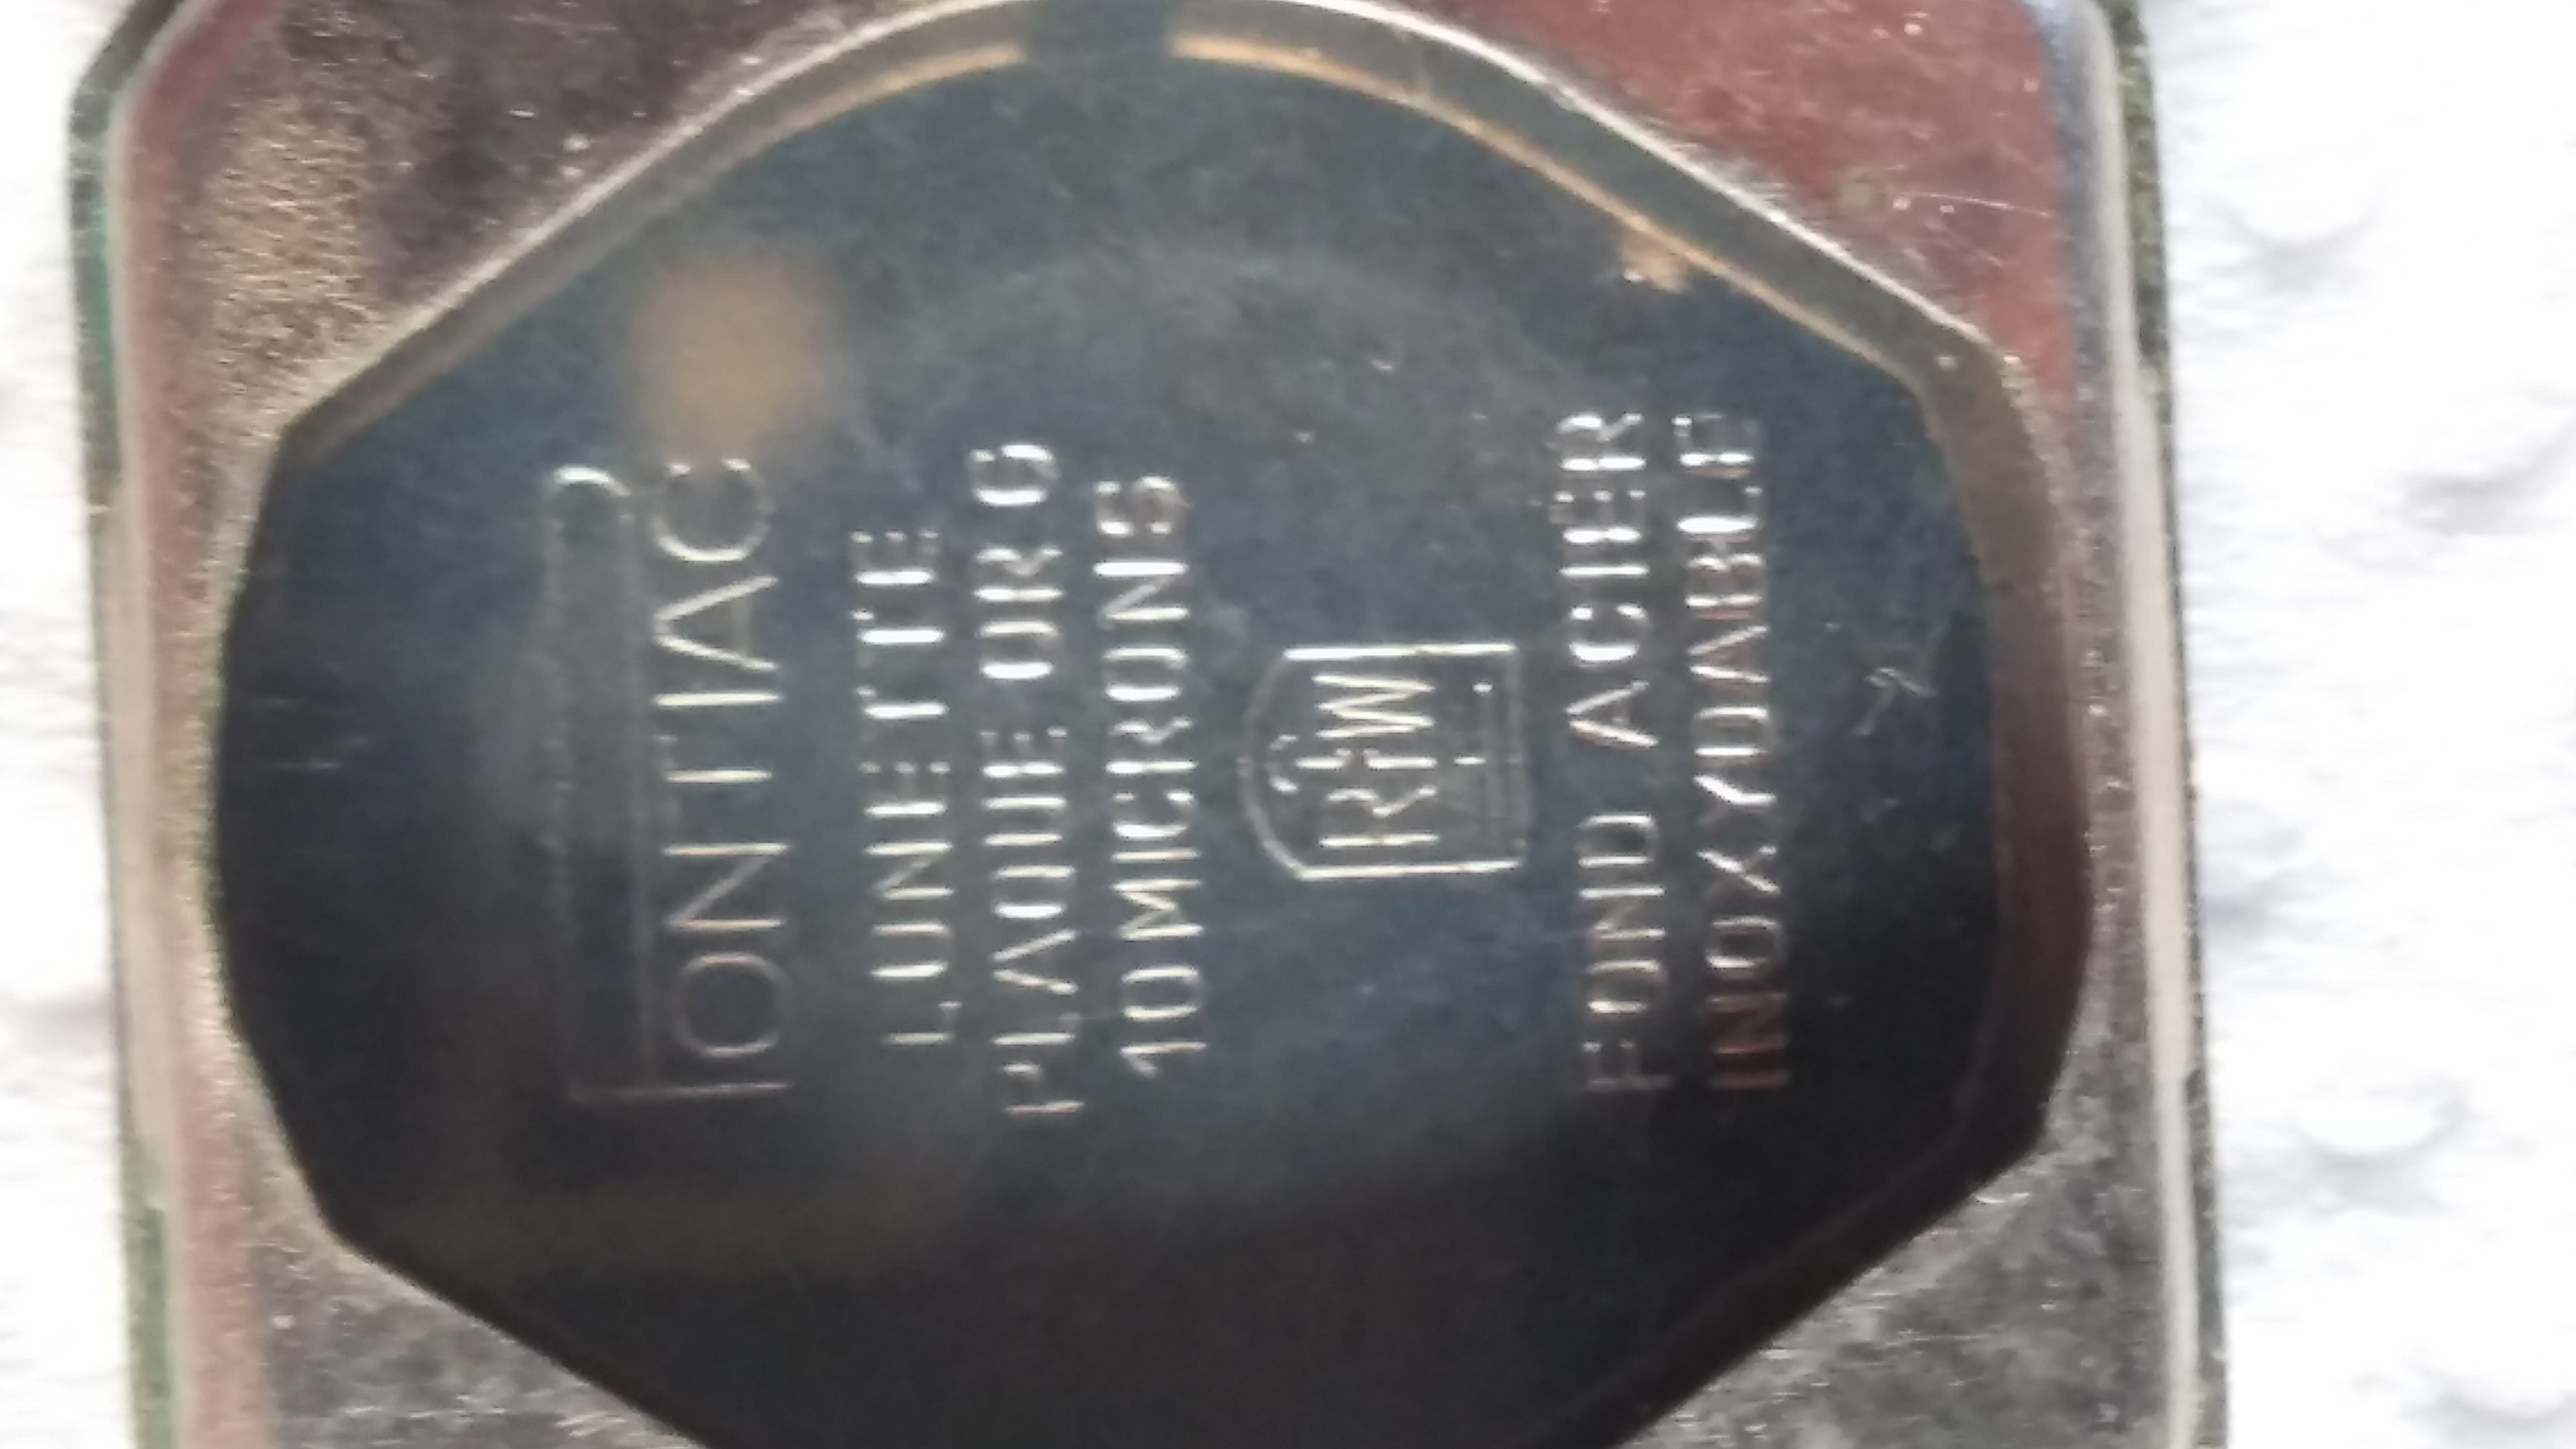 PONTIAC
LUNETTE
PLAQUE OR G
10 MICRONS
RFW
FOND ACIER
INOXYDABLE